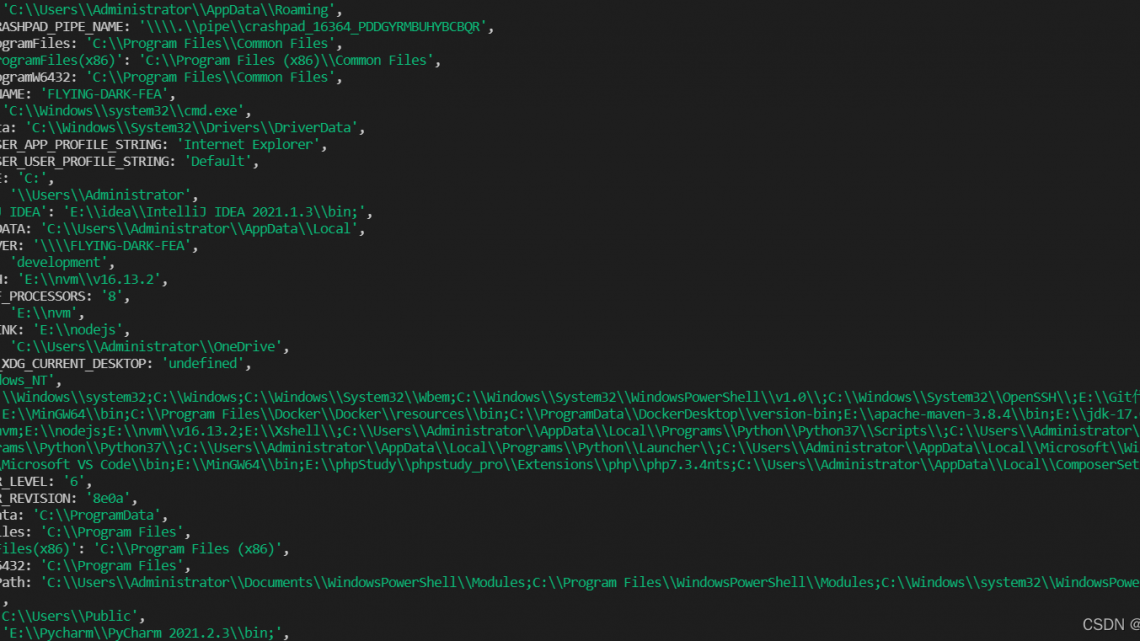 'C:\\Users\\Administrator\\AppData\\Roaming',
RASHPAD_PIPE_NAME: '\\\\.\\pipe\\crashpad_16364_PDDGYRMBUHYBCBQR',
ogramFiles: 'C:\\Program Files\\Common Files',
rogramFiles(x86)': 'C:\\Program Files (x86)\\Common Files',
ogramW6432: 'C:\\Program Files\\Common Files',
NAME: 'FLYING-DARK-FEA',
'C:\\Windows\\system32\\cmd.exe',
ta: 'C:\\Windows\\System32\\Drivers\\DriverData',
SER_APP_PROFILE_STRING: 'Internet Explorer',
SER_USER_PROFILE_STRING: 'Default',
E: 'C:',
'\\Users\\Administrator',
J IDEA': 'E:\\idea\\IntelliJ IDEA 2021.1.3\\bin;',
DATA: 'C:\\Users\\Administrator\\AppData\\Local',
VER: '\\\\FLYING-DARK-FEA',
'development',
H: 'E:\\nvm\\v16.13.2',
F_PROCESSORS: '8',
'E:\\nvm',
INK: 'E:\\nodejs',
'C:\\Users\\Administrator\\OneDrive',
_XDG_CURRENT_DESKTOP: 'undefined',
dows_NT',
\\Windows\\system32;C:\\Windows;C:\\Windows\\System32\\Wbem;C:\\Windows\\System32\\WindowsPowerShell\\v1.0\\;C:\\Windows\\System32\\OpenSSH\\;E:\\Gitf
E:\\MinGW64\\bin;C:\\Program Files\\Docker\\Docker\\resources\\bin;C:\\ProgramData\\DockerDesktop\\version-bin;E:\\apache-maven-3.8.4\\bin;E:\\jdk-17.
nvm;E:\\nodejs;E:\\nvm\\v16.13.2;E:\\Xshell\\;C:\\Users\\Administrator\\AppData\\Local\\Programs\\Python\\Python37\\Scripts\\;C:\\Users\\Administrator\
rams\\Python\\Python37\\;C:\\Users\\Administrator\\AppData\\Local\\Programs\\Python\\Launcher\\;C:\\Users\\Administrator\\AppData\\Local\\Microsoft\\Wi
\Microsoft VS Code\\bin;E:\\MinGW64\\bin;E:\\phpStudy\\phpstudy_pro\\Extensions\\php\\php7.3.4nts;C:\\Users\\Administrator\\AppData\\Local\\ComposerSet
R_LEVEL: '6',
R_REVISION: '8e0a',
ata: 'C:\\ProgramData',
iles: 'C:\\Program Files',
Files(x86)': 'C:\\Program Files (x86)',
6432: 'C:\\Program Files',
Path: 'C:\\Users\\Administrator\\Documents\\WindowsPowerShell\\Modules;C:\\Program Files\\WindowsPowerShell\\Modules;C:\\Windows\\system32\\WindowsPowe
,
C:\\Users\\Public',
'E:\\Pycharm\\PyCharm 2021.2.3\\bin;',
CSDN @